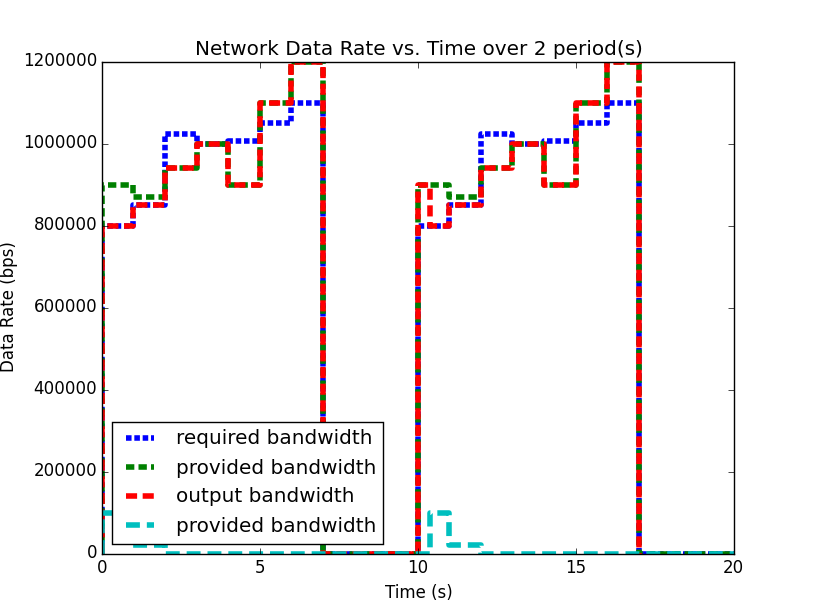 Network Data Rate vs. Time over 2 period(s)
1200000
1000000
800000
600000
400000
200000
0
Data Rate (bps)
required bandwidth
provided bandwidth
output bandwidth
provided bandwidth
0 5 10 15 20
Time (s)